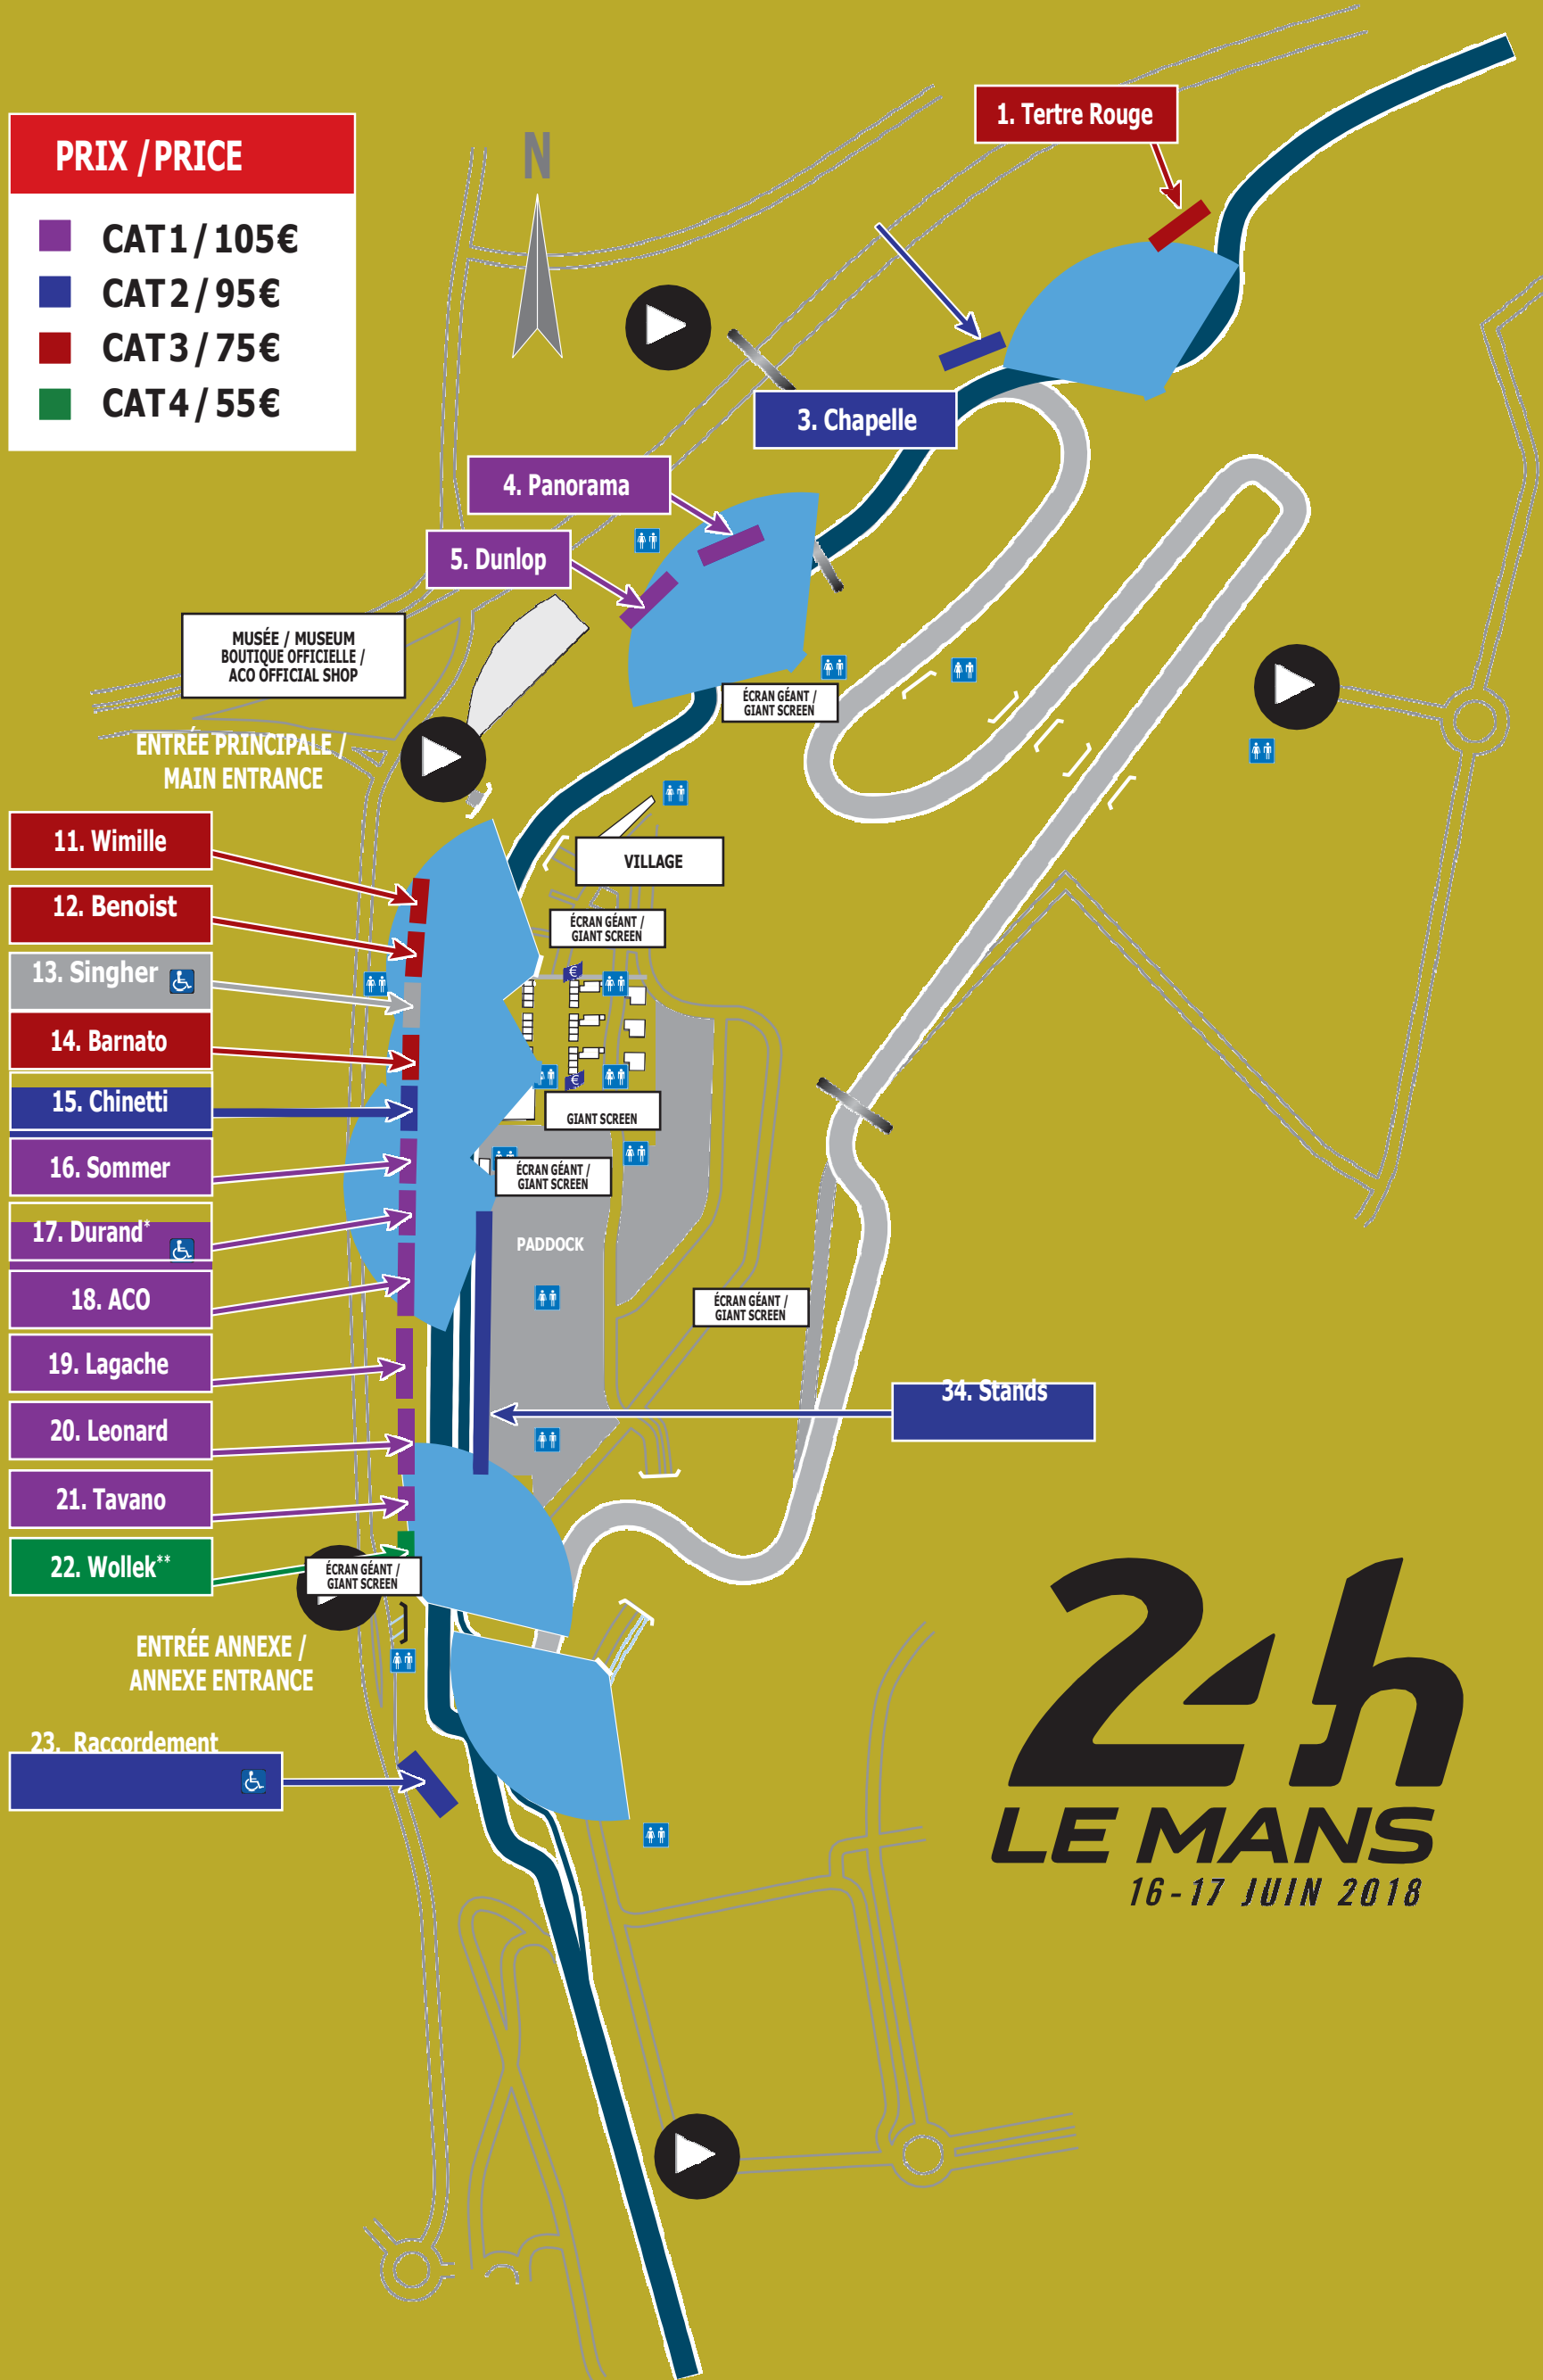 1. Tertre Rouge
PRIX / PRICE
N
CAT 1 / 105€
CAT 2 / 95€
CAT 3 / 75€
CAT 4 / 55€
3. Chapelle
4. Panorama
5. Dunlop
MUSÉE / MUSEUM
BOUTIQUE OFFICIELLE /
ACO OFFICIAL SHOP
ÉCRAN GÉANT /
GIANT SCREEN
ENTRÉE PRINCIPALE /
MAIN ENTRANCE
11. Wimille
VILLAGE
12. Benoist
ÉCRAN GÉANT /
GIANT SCREEN
13. Singher
€
14. Barnato
€
15. Chinetti
GIANT SCREEN
16. Sommer
ÉCRAN GÉANT /
GIANT SCREEN
17. Durand*
PADDOCK
18. ACO
ÉCRAN GÉANT /
GIANT SCREEN
19. Lagache
34. Stands
20. Leonard
21. Tavano
22. Wollek**
ÉCRAN GÉANT /
GIANT SCREEN
ENTRÉE ANNEXE /
ANNEXE ENTRANCE
23. Raccordement
24h
LE MANS
16-17 JUIN 2018